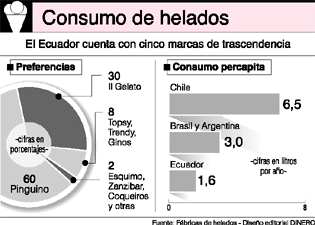 Consumo de helados
El Ecuador cuenta con cinco marcas de trascendencia
Preferencias
30
Il Gelato
8
Topsy,
Trendy,
Ginos
2
Esquimo,
Zanzibar,
Coqueiros
y otras
-cifras en
porcentajes-
60
Pinguino
Consumo percapita
Chile
6,5
Brasil y Argentina
3,0
Ecuador
1,6
-cifras en litros
por año-
0
8
Fuente: Fábricas de helados - Diseño editorial DINERO